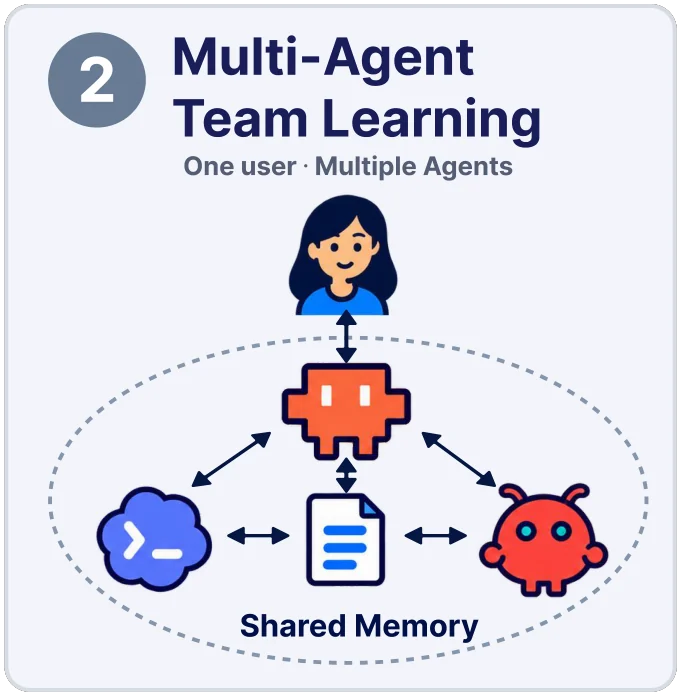 2
Multi-Agent
Team Learning
One user · Multiple Agents
>_
Shared Memory